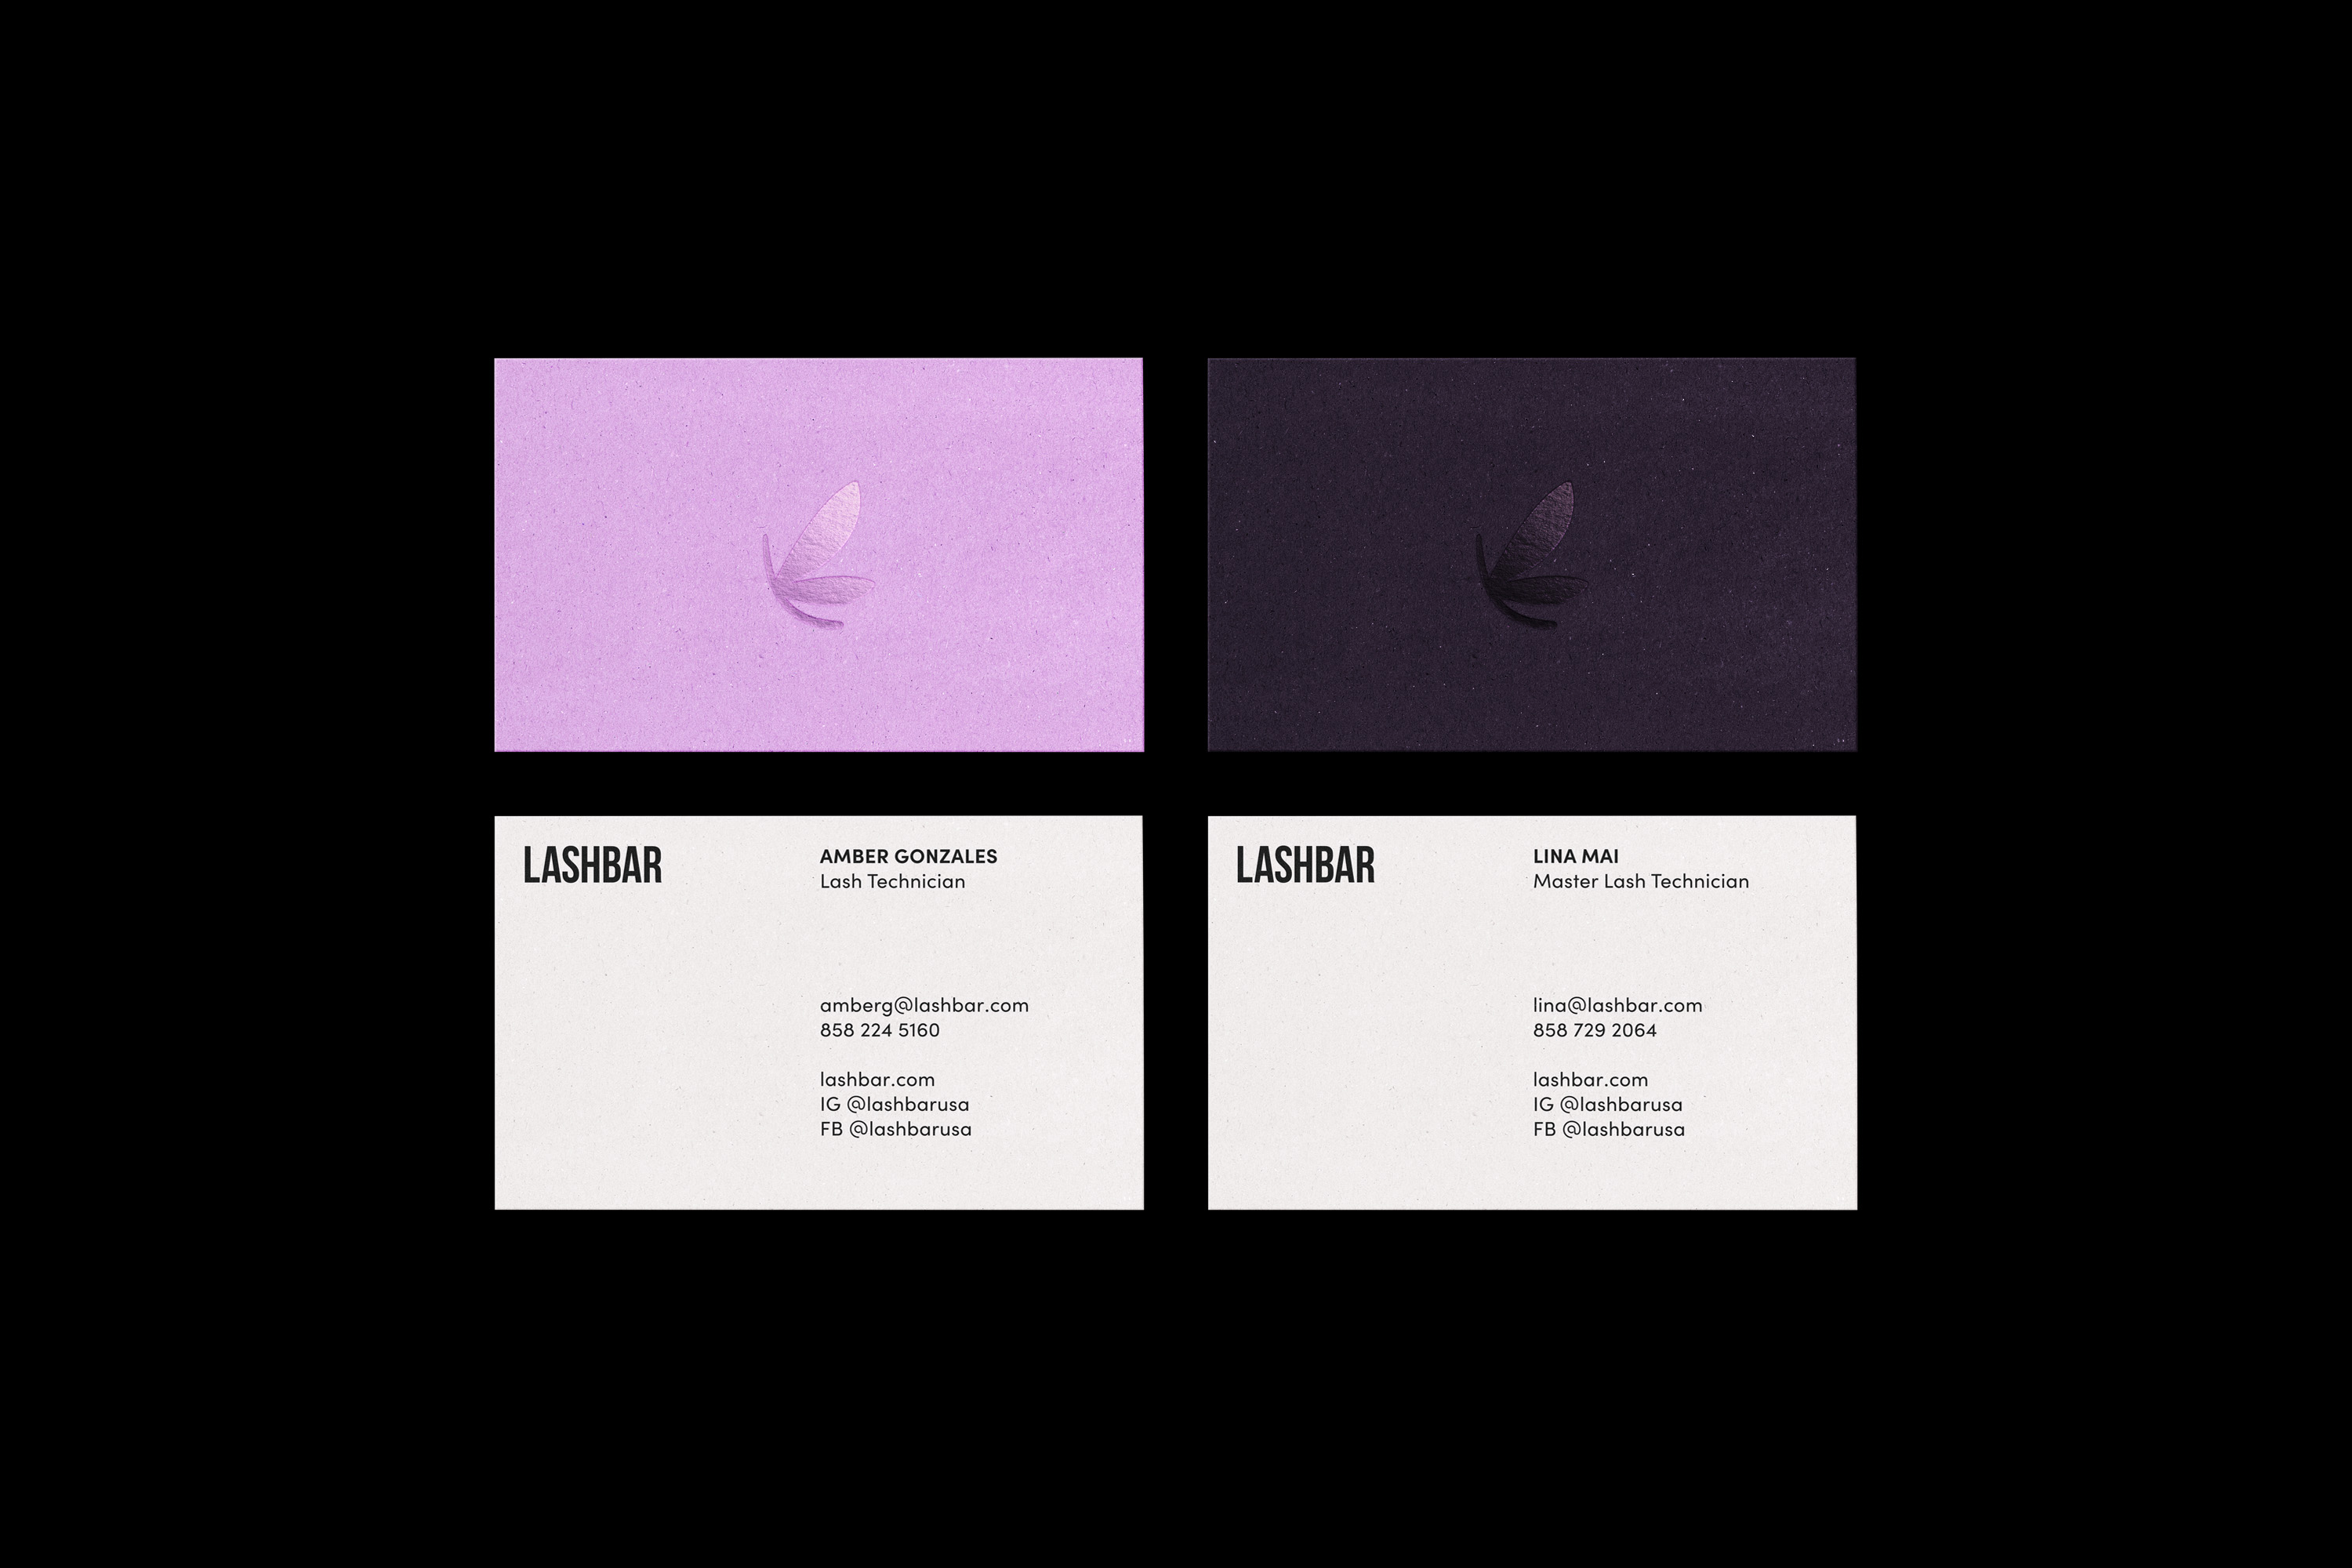 LASHBAR
AMBER GONZALES
Lash Technician
amberg@lashbar.com
858 224 5160
lashbar.com
IG @lashbarusa
FB @lashbarusa
LASHBAR
LINA MAI
Master Lash Technician
lina@lashbar.com
858 729 2064
lashbar.com
IG @lashbarusa
FB @lashbarusa